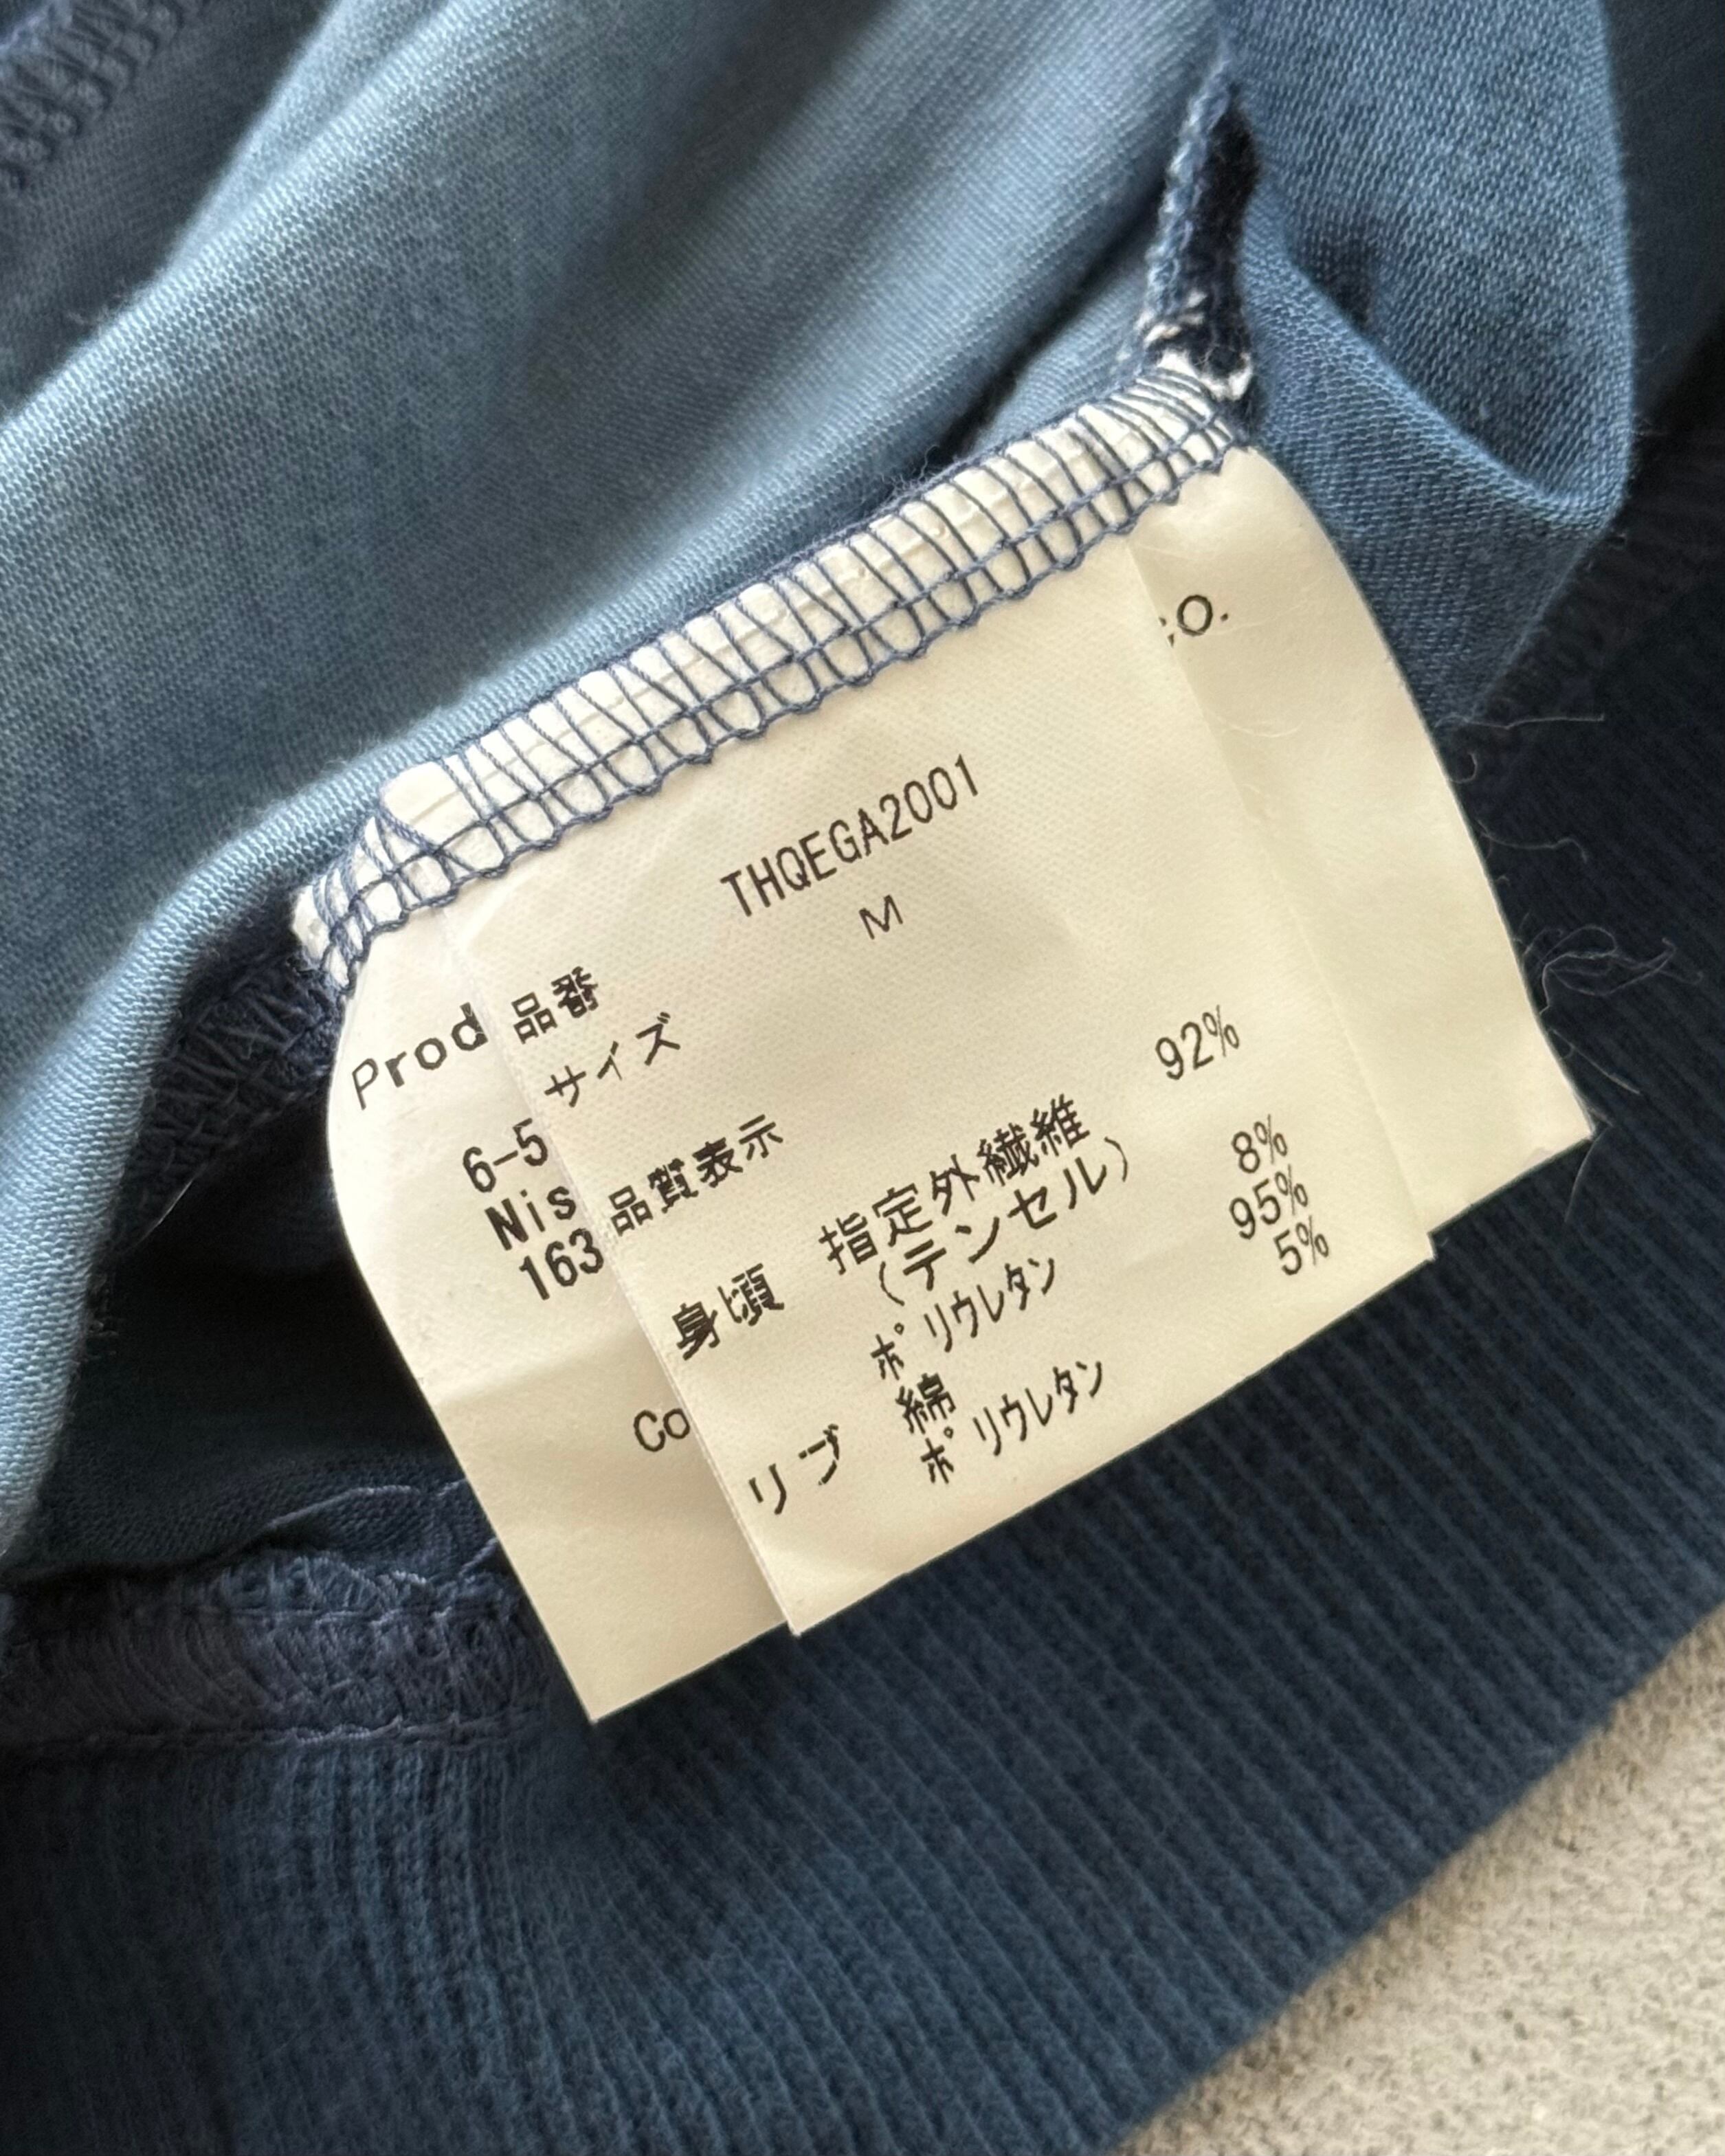 THQEGA2001
M
品番
サイズ
品質表示
身頃 指定外繊維 92%
(テンセル)
ポリウレタン 8%
リブ 綿 95%
ポリウレタン 5%
Prod
CO.
6-5
Nis
163
Co